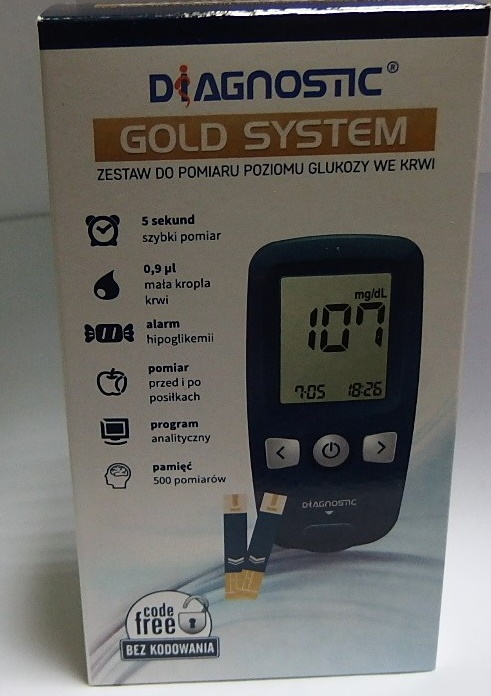 DIAGNOSTIC®
GOLD SYSTEM
ZESTAW DO POMIARU POZIOMU GLUKOZY WE KRWI
5 sekund
szybki pomiar
0,9 µl
mała kropla
krwi
alarm
hipoglikemii
pomiar
przed i po
posiłkach
program
analityczny
pamięć
500 pomiarów
mg/dL
107
7:05 18:26
DIAGNOSTIC
code
free
BEZ KODOWANIA